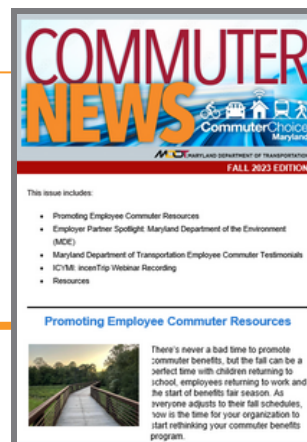 COMMUTER
NEWS
CommuterChoice
Maryland
MDOT MARYLAND DEPARTMENT OF TRANSPORTATION
FALL 2023 EDITION
This issue includes:
• Promoting Employee Commuter Resources
• Employer Partner Spotlight: Maryland Department of the Environment
(MDE)
• Maryland Department of Transportation Employee Commuter Testimonials
• ICYMI: incenTrip Webinar Recording
• Resources
Promoting Employee Commuter Resources
There's never a bad time to promote
commuter benefits, but the fall can be a
perfect time with children returning to
school, employees returning to work and
the start of benefits fair season. As
everyone adjusts to their fall schedules,
now is the time for your organization to
start rethinking your commuter benefits
program.